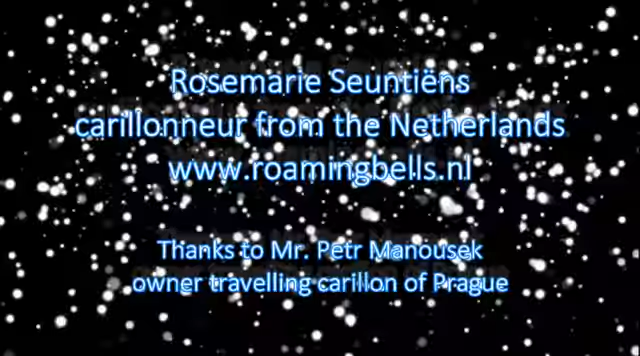 Rosemarie Seuntiëns
carillonneur from the Netherlands
www.roamingbells.nl
Thanks to Mr. Petr Manousek
owner travelling carillon of Prague